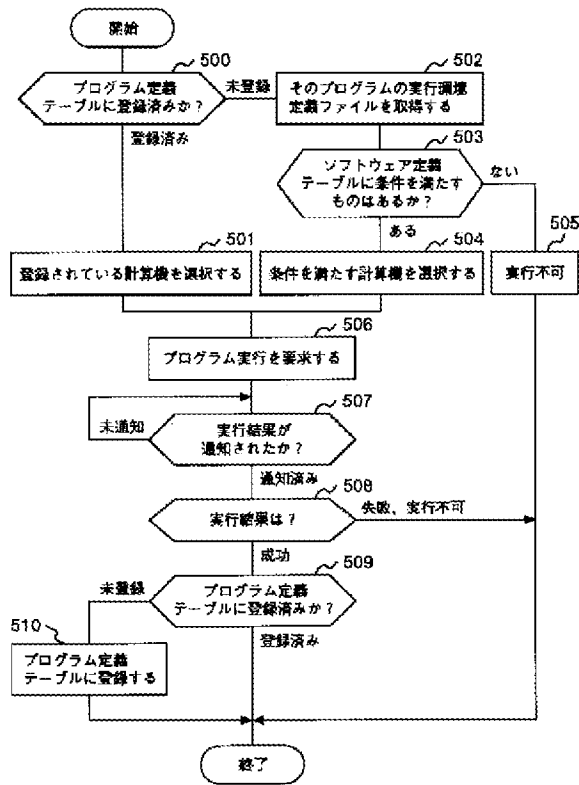 開始
500
プログラム定義
テーブルに登録済みか?
未登録
登録済み
502
そのプログラムの実行環境
定義ファイルを取得する
503
ソフトウェア定義
テーブルに条件を満たす
ものはあるか?
ない
ある
501
登録されている計算機を選択する
504
条件を満たす計算機を選択する
505
実行不可
506
プログラム実行を要求する
507
実行結果が
通知されたか?
未通知
通知済み
508
実行結果は?
失敗、実行不可
成功
509
プログラム定義
テーブルに登録済みか?
未登録
登録済み
510
プログラム定義
テーブルに登録する
終了